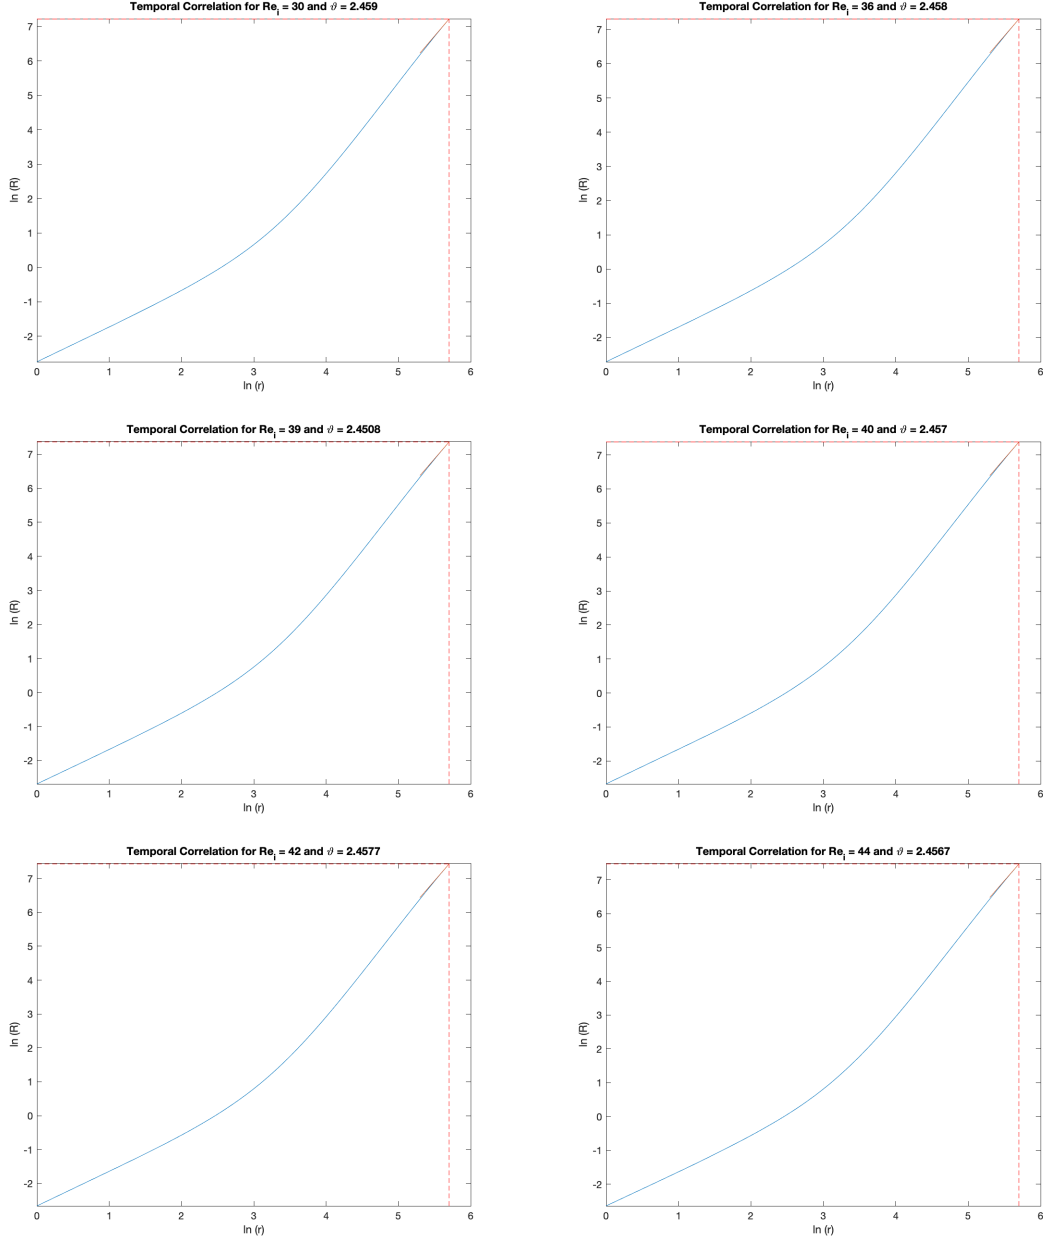 Temporal Correlation for Re_i = 30 and ϑ = 2.459
7
6
5
4
3
2
1
0
-1
-2
ln (R)
0 1 2 3 4 5 6
ln (r)
Temporal Correlation for Re_i = 36 and ϑ = 2.458
7
6
5
4
3
2
1
0
-1
-2
ln (R)
0 1 2 3 4 5 6
ln (r)
Temporal Correlation for Re_i = 39 and ϑ = 2.4508
7
6
5
4
3
2
1
0
-1
-2
ln (R)
0 1 2 3 4 5 6
ln (r)
Temporal Correlation for Re_i = 40 and ϑ = 2.457
7
6
5
4
3
2
1
0
-1
-2
ln (R)
0 1 2 3 4 5 6
ln (r)
Temporal Correlation for Re_i = 42 and ϑ = 2.4577
7
6
5
4
3
2
1
0
-1
-2
ln (R)
0 1 2 3 4 5 6
ln (r)
Temporal Correlation for Re_i = 44 and ϑ = 2.4567
7
6
5
4
3
2
1
0
-1
-2
ln (R)
0 1 2 3 4 5 6
ln (r)